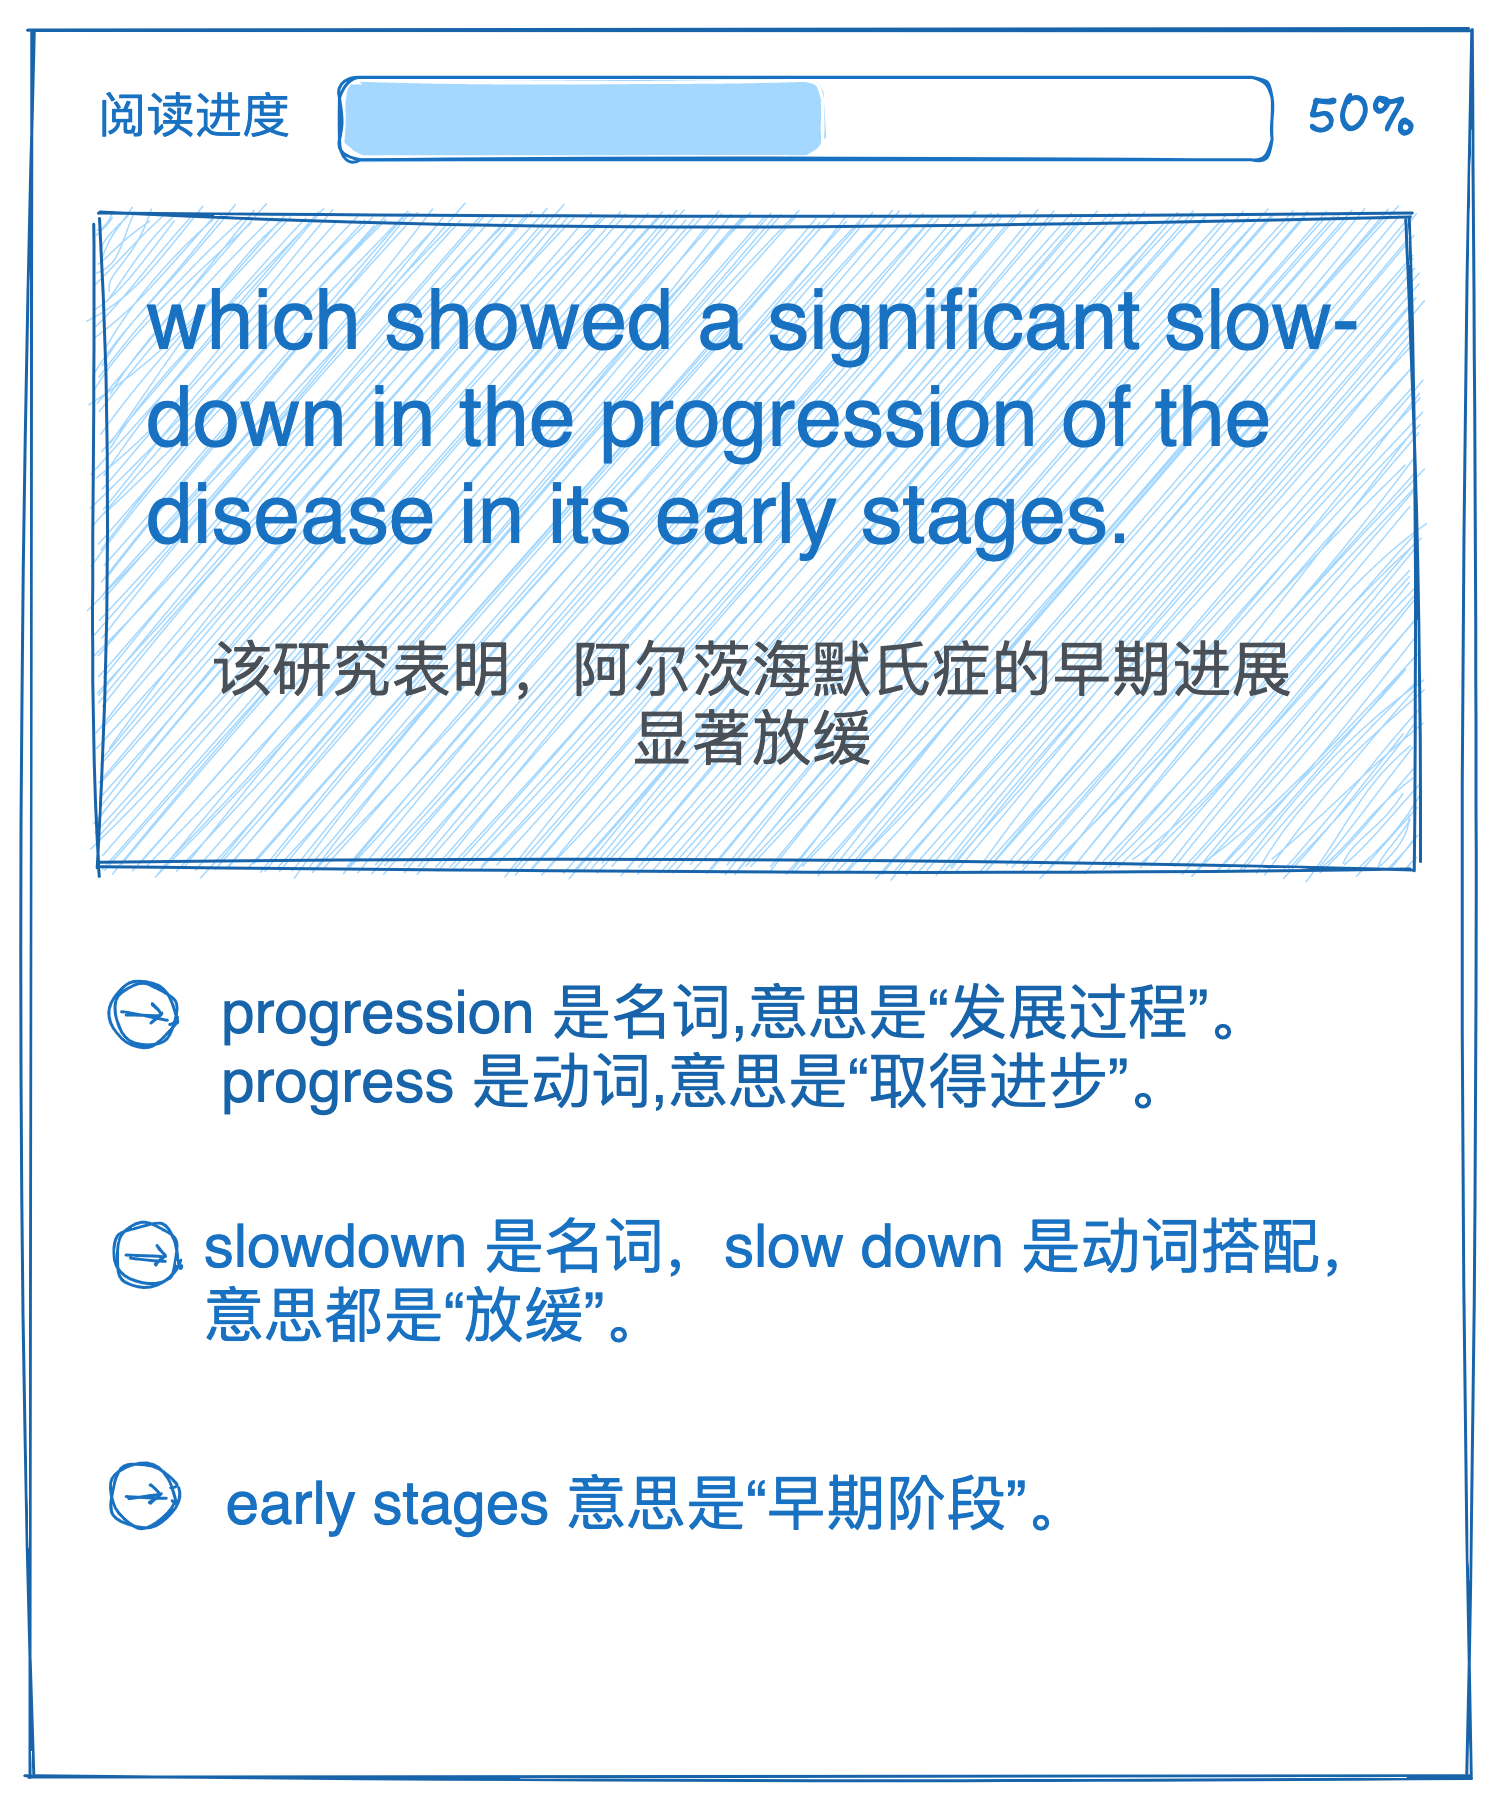 阅读进度
50%
which showed a significant slow-
down in the progression of the
disease in its early stages.
该研究表明，阿尔茨海默氏症的早期进展
显著放缓
progression 是名词,意思是“发展过程”。
progress 是动词,意思是“取得进步”。
slowdown 是名词，slow down 是动词搭配，
意思都是“放缓”。
early stages 意思是“早期阶段”。